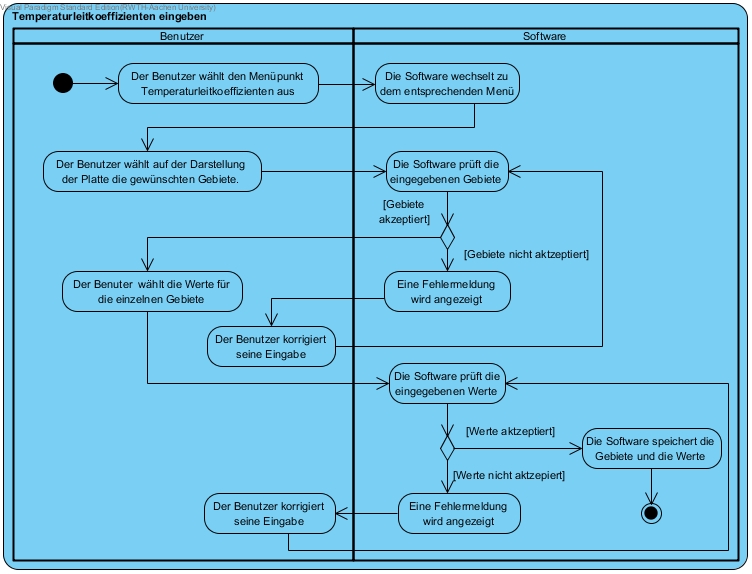 Visual Paradigm Standard Edition(RWTH Aachen University)
Temperaturleitkoeffizienten eingeben
Benutzer
Software
Der Benutzer wählt den Menüpunkt
Temperaturleitkoeffizienten aus
Die Software wechselt zu
dem entsprechenden Menü
Der Benutzer wählt auf der Darstellung
der Platte die gewünschten Gebiete.
Die Software prüft die
eingegebenen Gebiete
[Gebiete
akzeptiert]
[Gebiete nicht aktzeptiert]
Der Benuter wählt die Werte für
die einzelnen Gebiete
Eine Fehlermeldung
wird angezeigt
Der Benutzer korrigiert
seine Eingabe
Die Software prüft die
eingegebenen Werte
[Werte aktzeptiert]
Die Software speichert die
Gebiete und die Werte
[Werte nicht aktzepiert]
Der Benutzer korrigiert
seine Eingabe
Eine Fehlermeldung
wird angezeigt